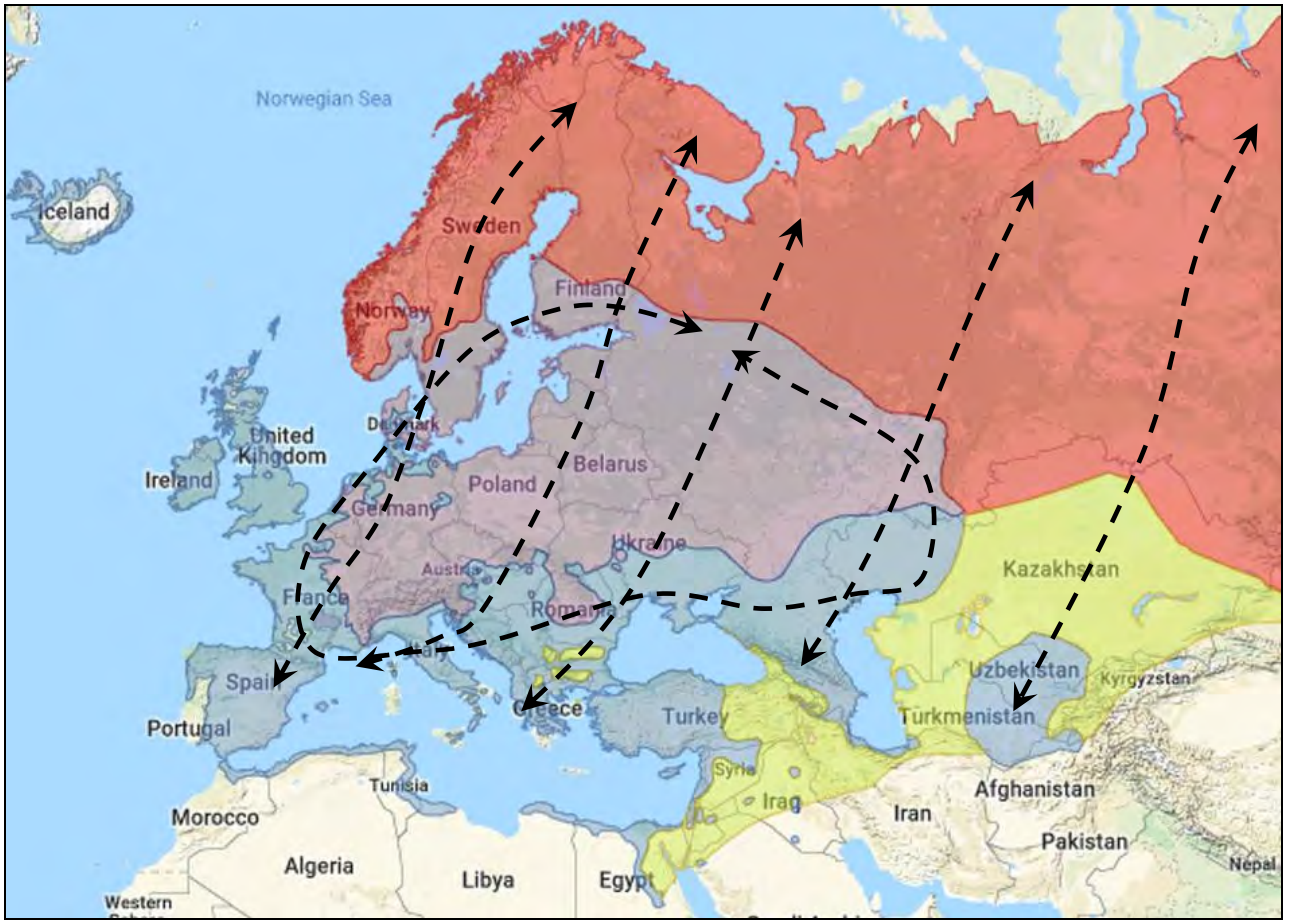 Norwegian Sea
Iceland
Sweden
Finland
Norway
Denmark
United
Kingdom
Ireland
Belarus
Poland
Germany
Ukraine
Austria
Kazakhstan
France
Romania
Italy
Uzbekistan
Kyrgyzstan
Spain
Greece
Turkey
Turkmenistan
Portugal
Syria
Tunisia
Afghanistan
Iraq
Iran
Morocco
Pakistan
Algeria
Libya
Egypt
Nepal
Western